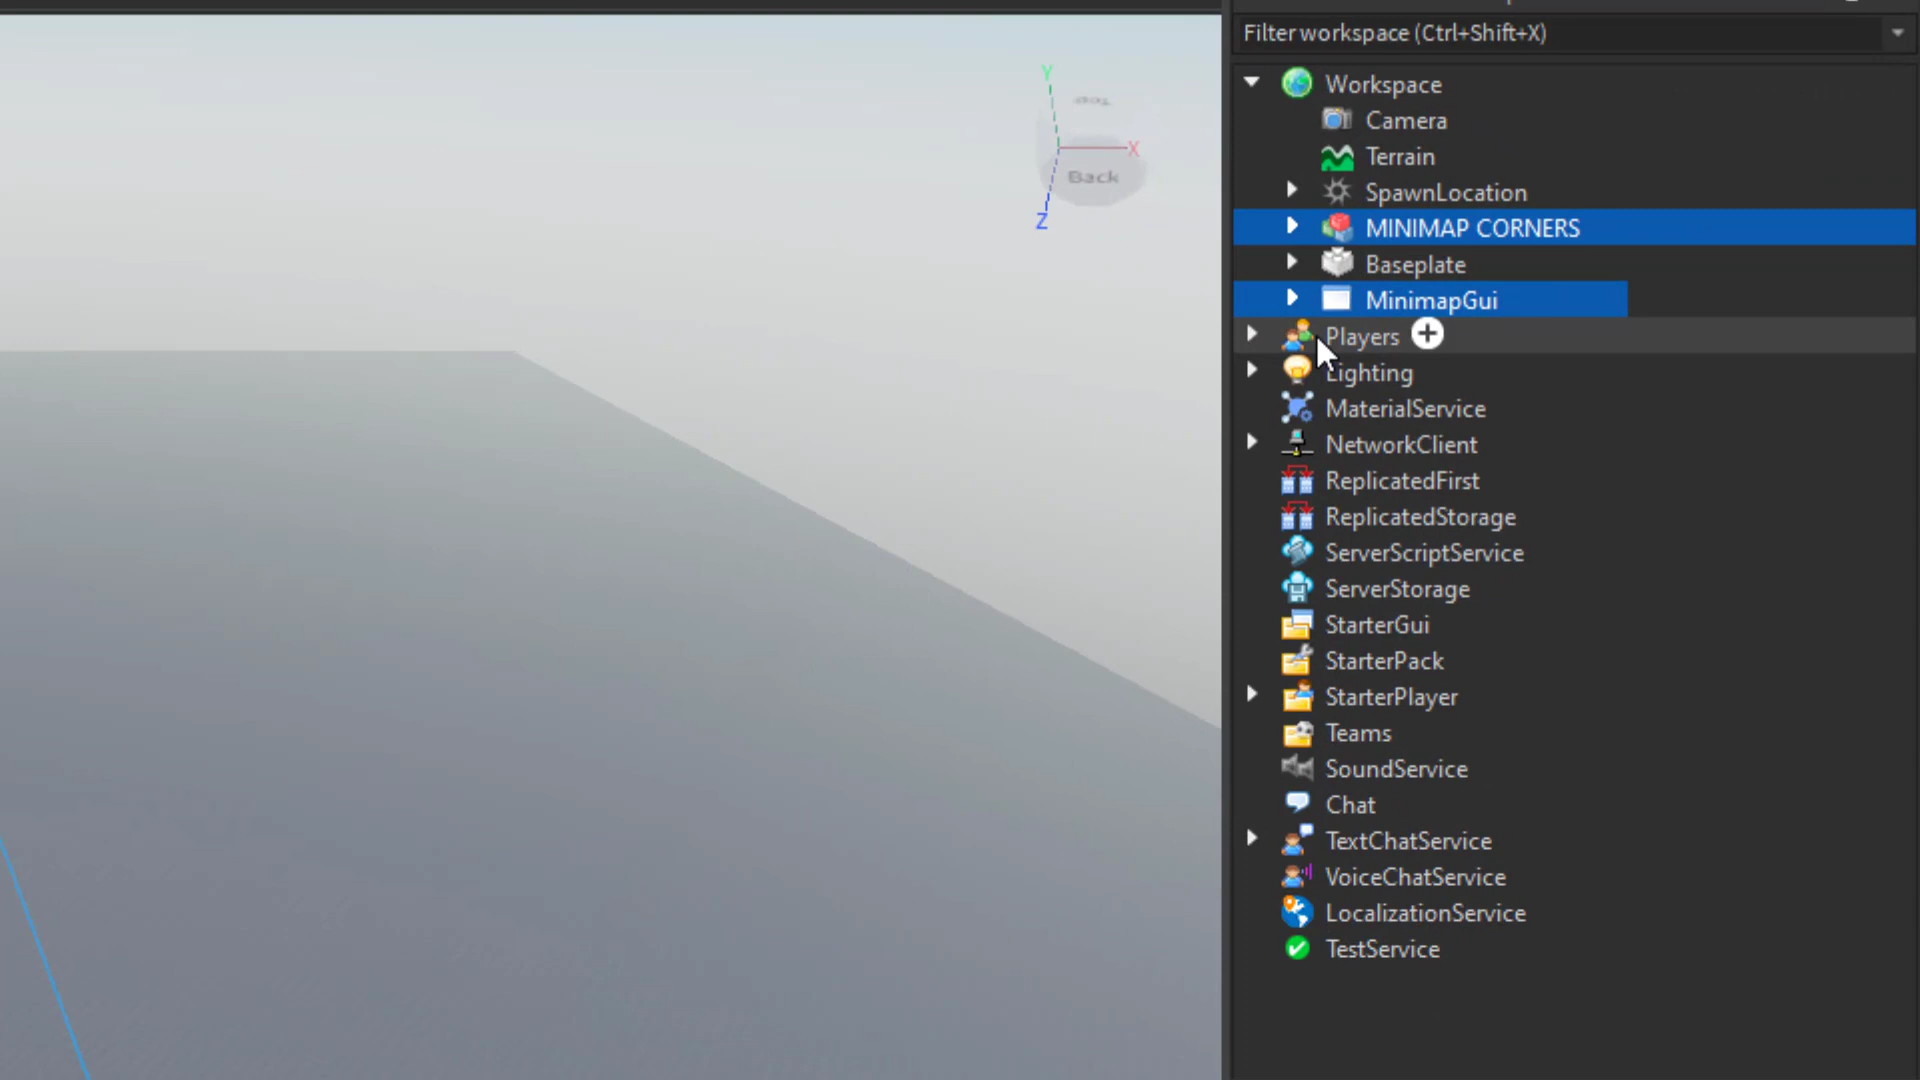 Filter workspace (Ctrl+Shift+X)
Workspace
Camera
Terrain
SpawnLocation
MINIMAP CORNERS
Baseplate
MinimapGui
Players
Lighting
MaterialService
NetworkClient
ReplicatedFirst
ReplicatedStorage
ServerScriptService
ServerStorage
StarterGui
StarterPack
StarterPlayer
Teams
SoundService
Chat
TextChatService
VoiceChatService
LocalizationService
TestService
Y
Top
X
Back
Z